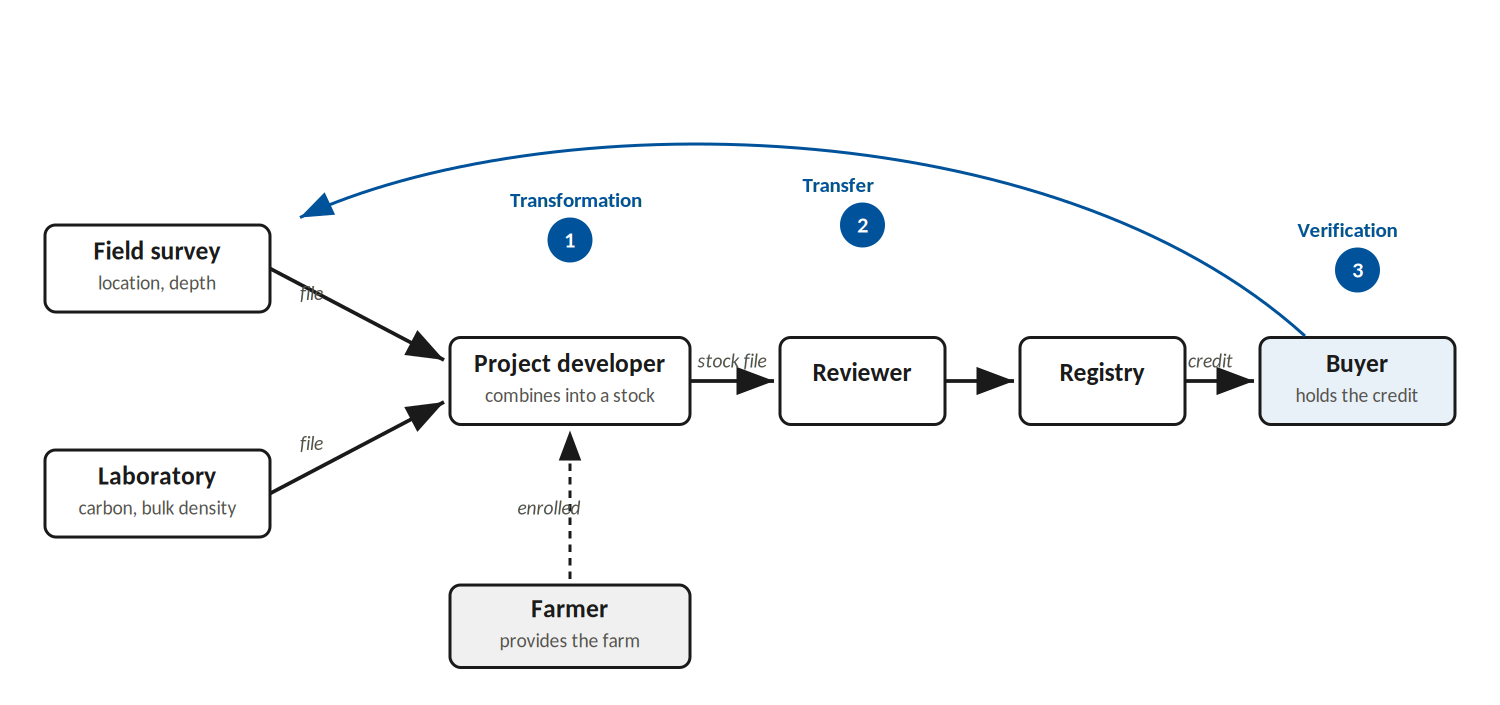 Transfer
2
Transformation
1
Verification
3
Field survey
location, depth
file
Project developer
combines into a stock
stock file
Reviewer
Registry
credit
Buyer
holds the credit
file
Laboratory
carbon, bulk density
enrolled
Farmer
provides the farm